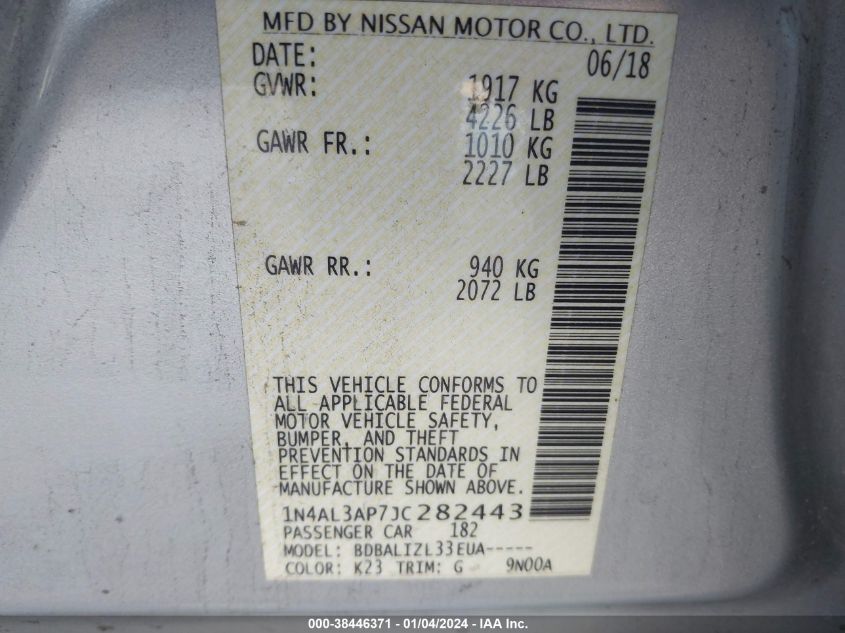 MFD BY NISSAN MOTOR CO., LTD.
DATE: 06/18
GVWR: 1917 KG
4226 LB
GAWR FR.: 1010 KG
2227 LB
GAWR RR.: 940 KG
2072 LB
THIS VEHICLE CONFORMS TO
ALL APPLICABLE FEDERAL
MOTOR VEHICLE SAFETY,
BUMPER, AND THEFT
PREVENTION STANDARDS IN
EFFECT ON THE DATE OF
MANUFACTURE SHOWN ABOVE.
1N4AL3AP7JC282443
PASSENGER CAR 182
MODEL: BDBALIZL33EUA-----
COLOR: K23 TRIM: G 9N00A
000-38446371 - 01/04/2024 - IAA Inc.